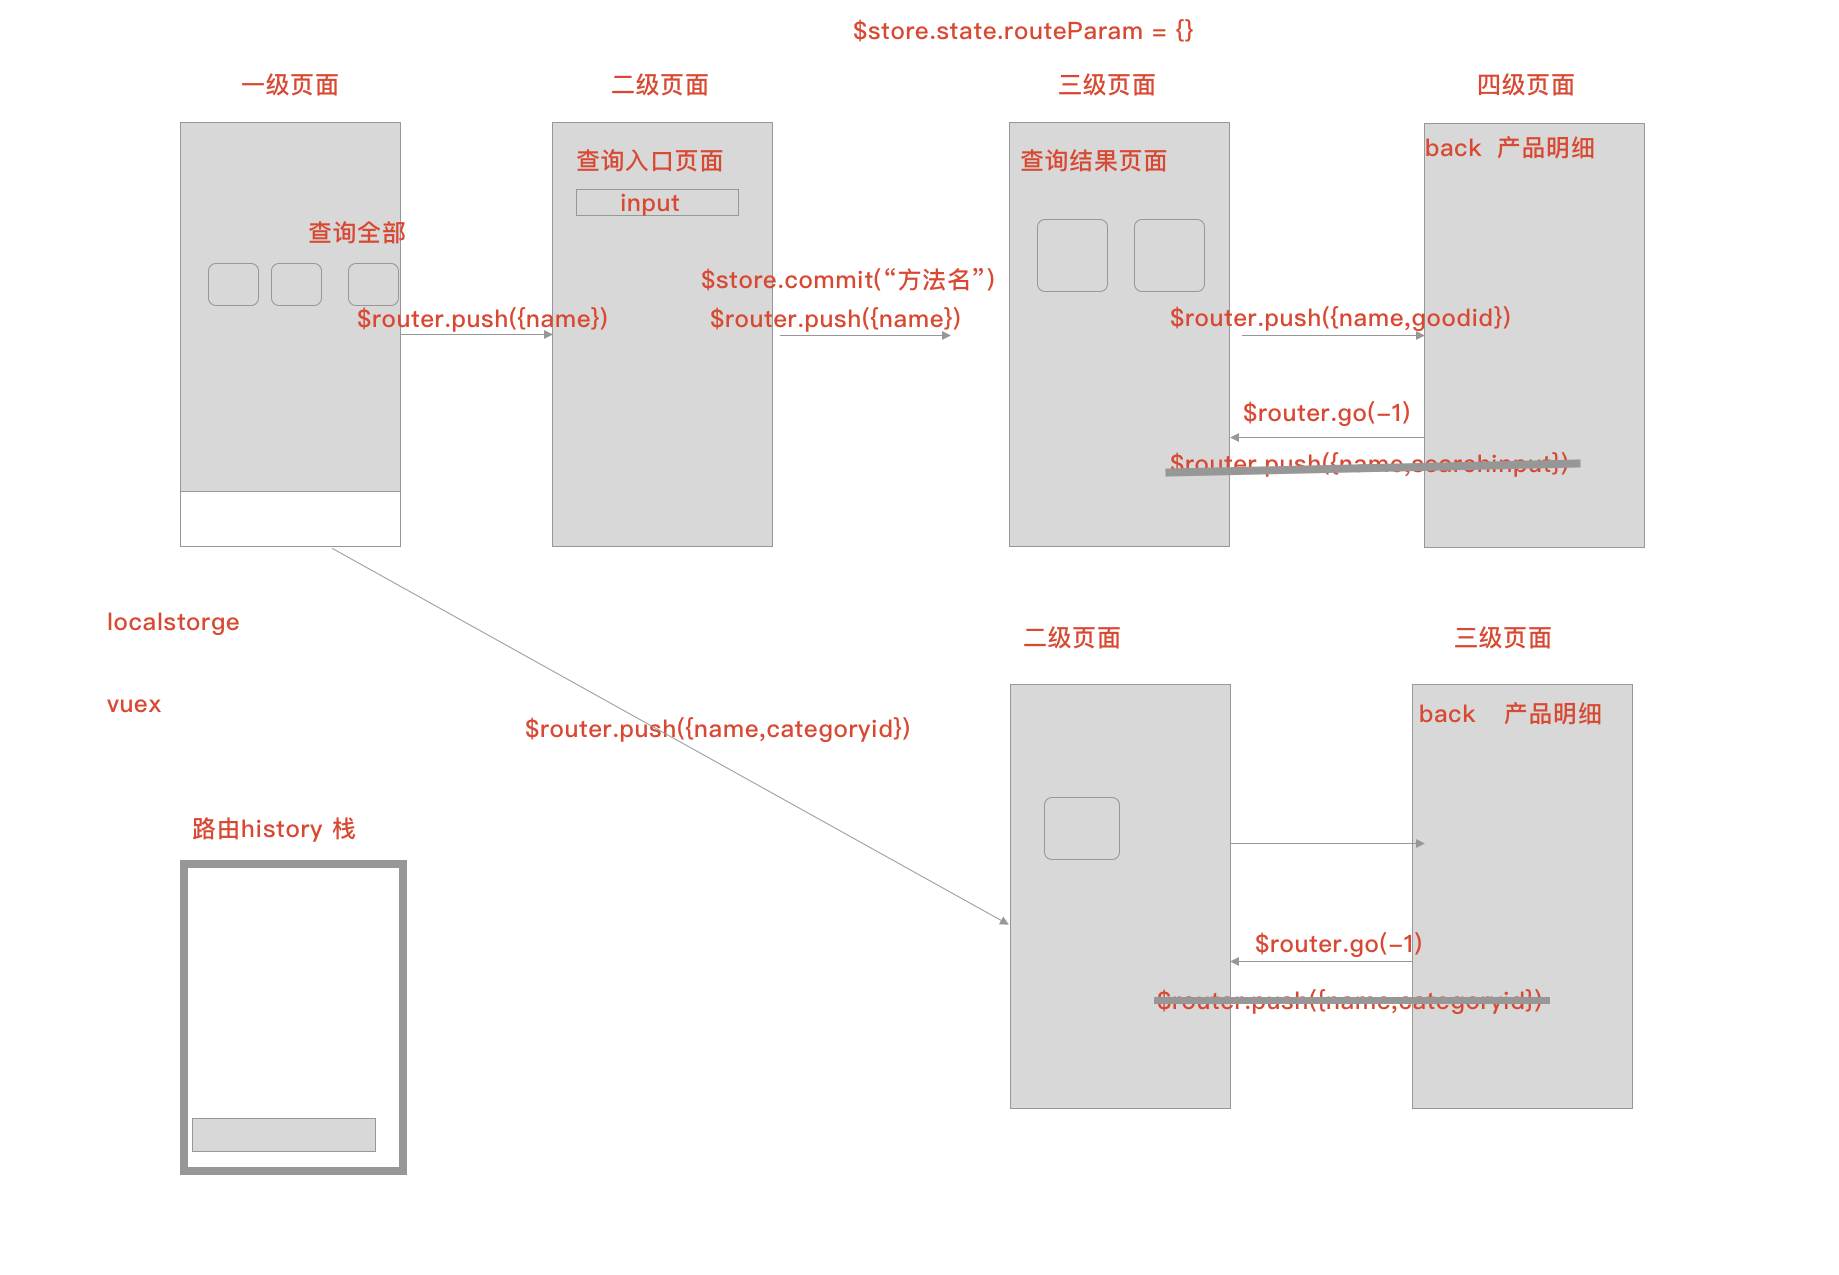 $store.state.routeParam = {}
一级页面
二级页面
三级页面
四级页面
查询入口页面
input
查询结果页面
back 产品明细
查询全部
$store.commit(“方法名”)
$router.push({name})
$router.push({name})
$router.push({name,goodid})
$router.go(-1)
$router.push({name,searchinput})
localstorge
二级页面
三级页面
vuex
$router.push({name,categoryid})
back 产品明细
路由history 栈
$router.go(-1)
$router.push({name,categoryid})